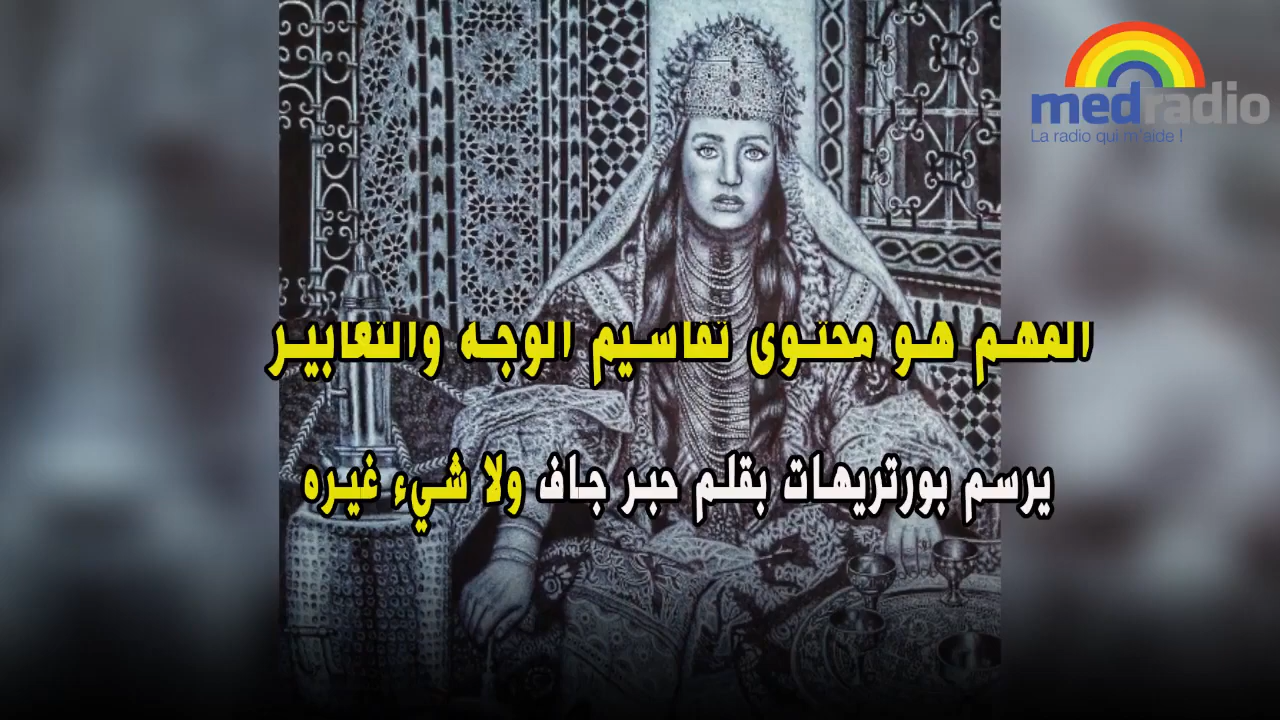 medradio
La radio qui m'aide !
المهم هو محتوى تقاسيم الوجه والتعابير
يرسم بورتريهات بقلم حبر جاف ولا شيء غيره